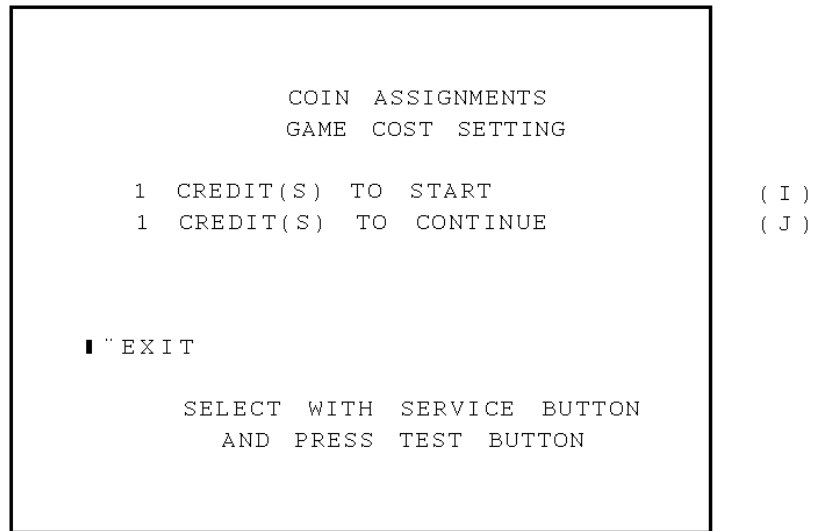 COIN ASSIGNMENTS
GAME COST SETTING
1 CREDIT(S) TO START (I)
1 CREDIT(S) TO CONTINUE (J)
▮¨EXIT
SELECT WITH SERVICE BUTTON
AND PRESS TEST BUTTON